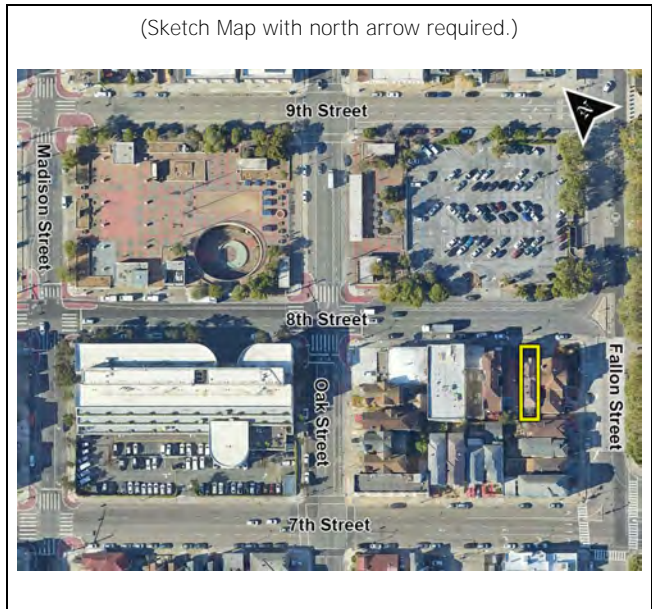 (Sketch Map with north arrow required.)
9th Street
Madison Street
8th Street
Oak Street
Fallon Street
7th Street